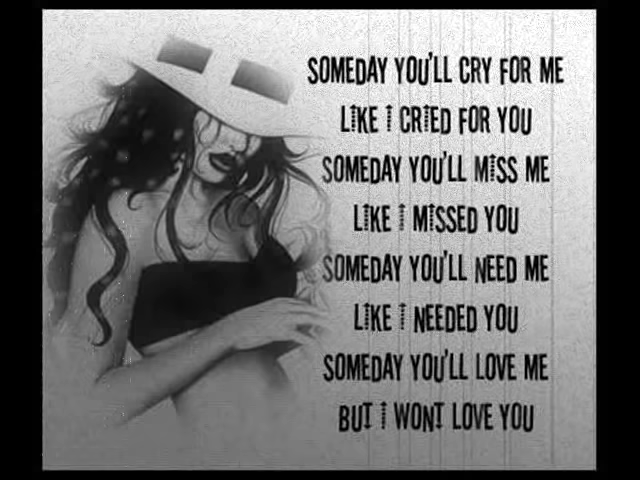 SOMEDAY YOU'LL CRY FOR ME
LIKE I CRIED FOR YOU
SOMEDAY YOU'LL MISS ME
LIKE I MISSED YOU
SOMEDAY YOU'LL NEED ME
LIKE I NEEDED YOU
SOMEDAY YOU'LL LOVE ME
BUT I WONT LOVE YOU